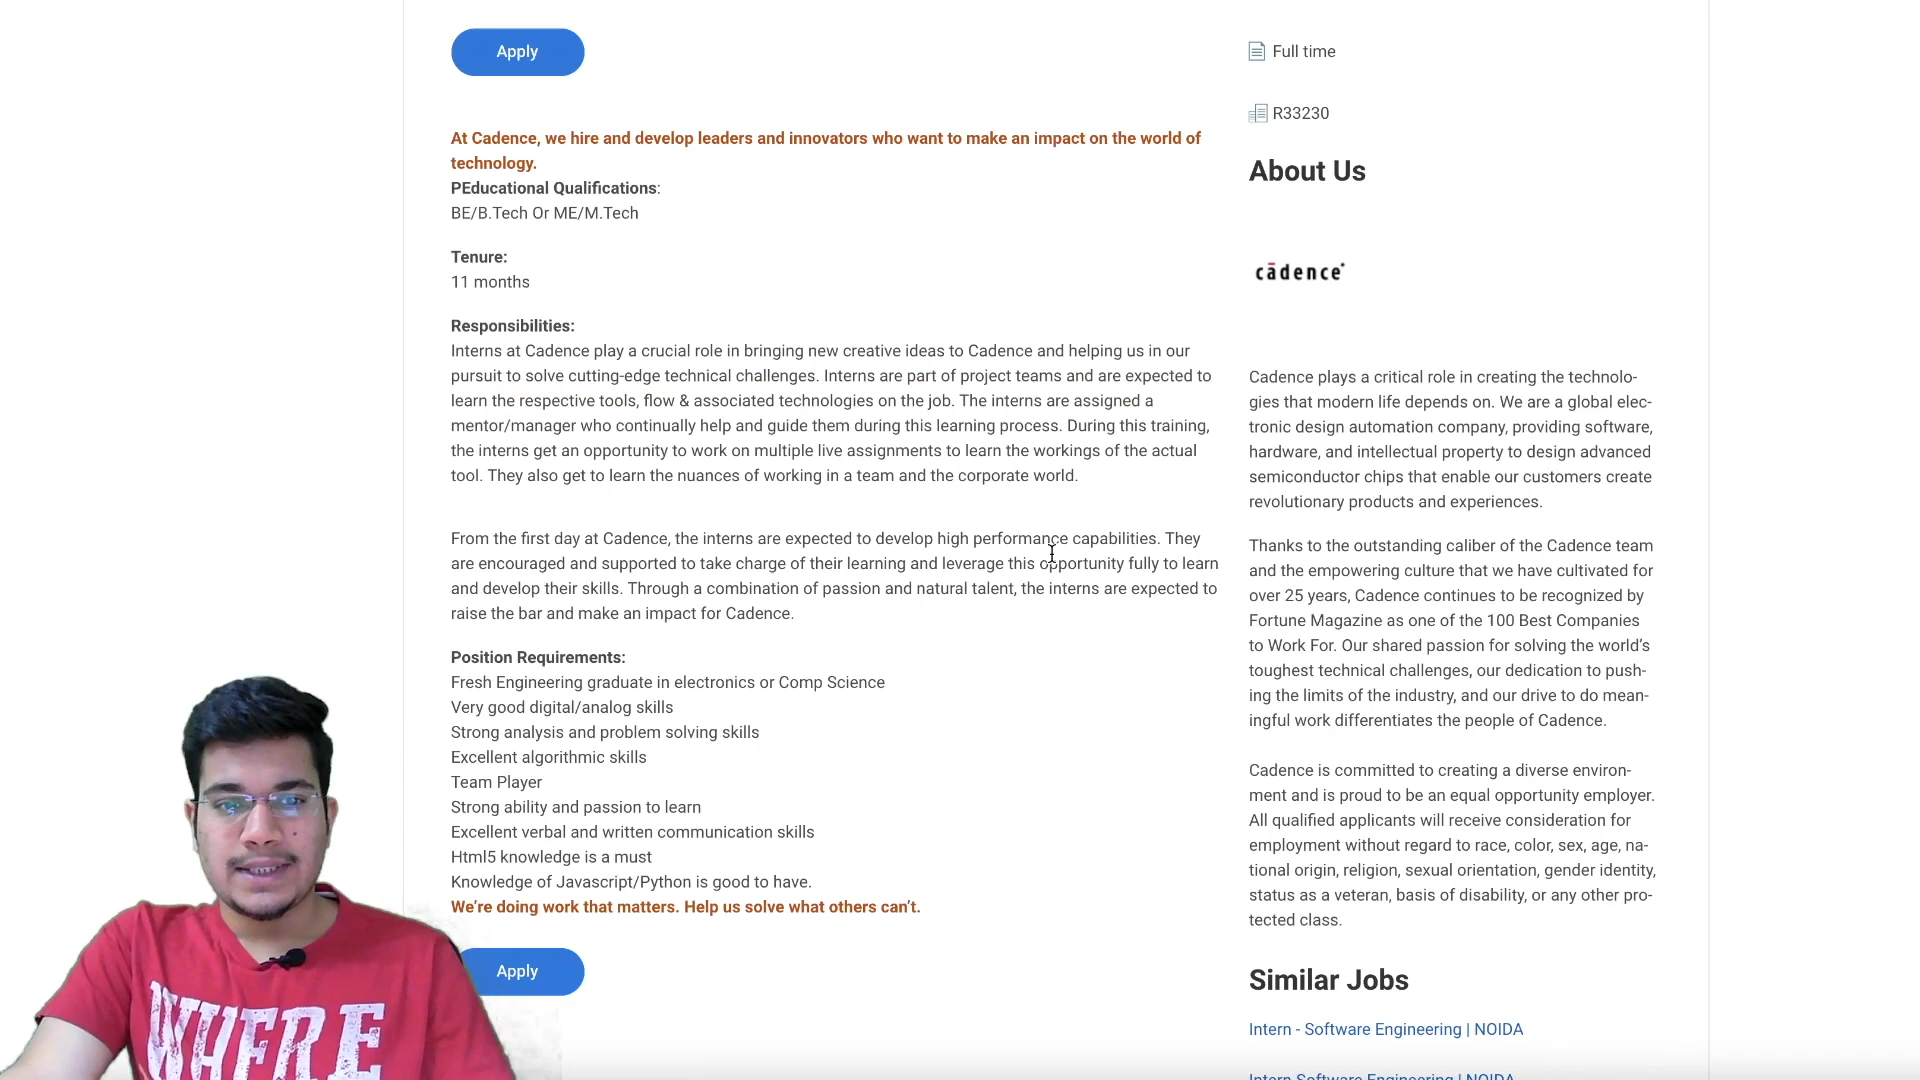 Apply
At Cadence, we hire and develop leaders and innovators who want to make an impact on the world of
technology.
PEducational Qualifications:
BE/B.Tech Or ME/M.Tech
Tenure:
11 months
Responsibilities:
Interns at Cadence play a crucial role in bringing new creative ideas to Cadence and helping us in our
pursuit to solve cutting-edge technical challenges. Interns are part of project teams and are expected to
learn the respective tools, flow & associated technologies on the job. The interns are assigned a
mentor/manager who continually help and guide them during this learning process. During this training,
the interns get an opportunity to work on multiple live assignments to learn the workings of the actual
tool. They also get to learn the nuances of working in a team and the corporate world.
From the first day at Cadence, the interns are expected to develop high performance capabilities. They
are encouraged and supported to take charge of their learning and leverage this opportunity fully to learn
and develop their skills. Through a combination of passion and natural talent, the interns are expected to
raise the bar and make an impact for Cadence.
Position Requirements:
Fresh Engineering graduate in electronics or Comp Science
Very good digital/analog skills
Strong analysis and problem solving skills
Excellent algorithmic skills
Team Player
Strong ability and passion to learn
Excellent verbal and written communication skills
Html5 knowledge is a must
Knowledge of Javascript/Python is good to have.
We're doing work that matters. Help us solve what others can't.
Apply
Full time
R33230
About Us
cādence
Cadence plays a critical role in creating the technolo-
gies that modern life depends on. We are a global elec-
tronic design automation company, providing software,
hardware, and intellectual property to design advanced
semiconductor chips that enable our customers create
revolutionary products and experiences.
Thanks to the outstanding caliber of the Cadence team
and the empowering culture that we have cultivated for
over 25 years, Cadence continues to be recognized by
Fortune Magazine as one of the 100 Best Companies
to Work For. Our shared passion for solving the world's
toughest technical challenges, our dedication to push-
ing the limits of the industry, and our drive to do mean-
ingful work differentiates the people of Cadence.
Cadence is committed to creating a diverse environ-
ment and is proud to be an equal opportunity employer.
All qualified applicants will receive consideration for
employment without regard to race, color, sex, age, na-
tional origin, religion, sexual orientation, gender identity,
status as a veteran, basis of disability, or any other pro-
tected class.
Similar Jobs
Intern - Software Engineering | NOIDA
Intern Software Engineering | NOIDA
WHERE